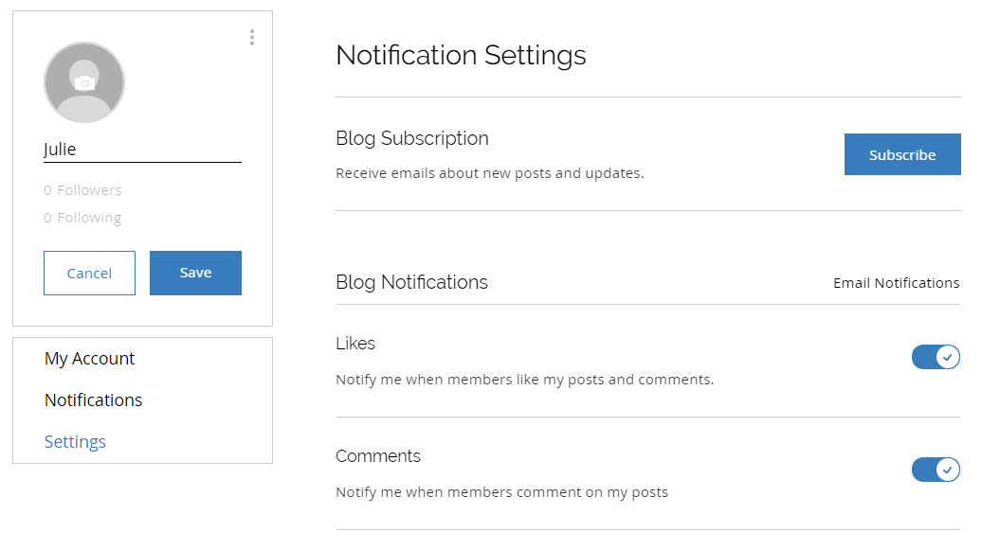 Julie
0 Followers
0 Following
Cancel
Save
My Account
Notifications
Settings
Notification Settings
Blog Subscription
Receive emails about new posts and updates.
Subscribe
Blog Notifications
Email Notifications
Likes
Notify me when members like my posts and comments.
Comments
Notify me when members comment on my posts